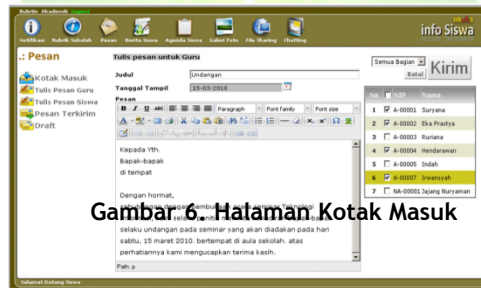 Buletin Akademik Logout
Notifikasi Rubrik Sekolah Pesan Berita Siswa Agenda Siswa Galeri Foto File Sharing Chatting
info Siswa
.: Pesan
Kotak Masuk
Tulis Pesan Guru
Tulis Pesan Siswa
Pesan Terkirim
Draft
Tulis pesan untuk Guru
Judul Undangan
Tanggal Tampil 15-03-2010
Pesan
Paragraph Font family Font size
Kepada Yth.
Bapak-bapak
di tempat
Dengan hormat,
selaku undangan pada seminar yang akan diadakan pada hari
sabtu, 15 maret 2010. bertempat di aula sekolah. atas
perhatiannya kami mengucapkan terima kasih.
Path: p
Semua Bagian
Batal Kirim
No NIP Nama
1 A-00001 Suryana
2 A-00002 Eka Prastya
3 A-00003 Ruriana
4 A-00004 Hendarawan
5 A-00005 Indah
6 A-00007 Irwansyah
7 NA-00001 Jajang Nuryaman
Gambar 6. Halaman Kotak Masuk
Selamat Datang Siswa